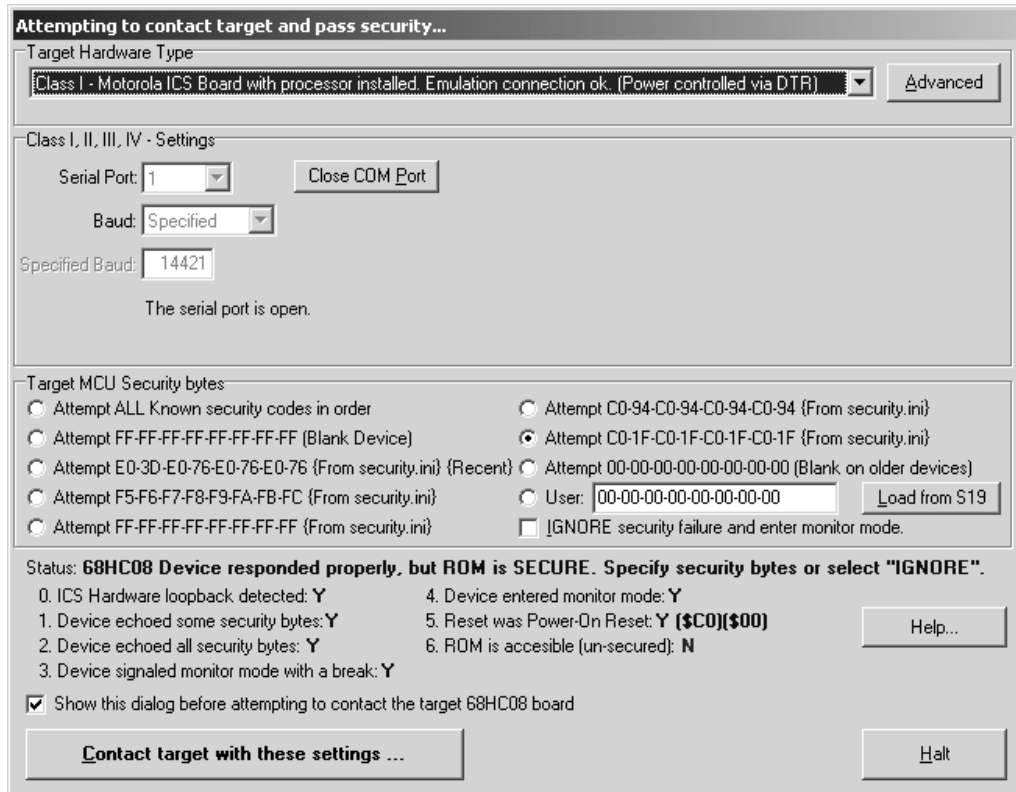 Attempting to contact target and pass security...
Target Hardware Type
Class I - Motorola ICS Board with processor installed. Emulation connection ok. (Power controlled via DTR)
Advanced
Class I, II, III, IV - Settings
Serial Port: 1
Close COM Port
Baud: Specified
Specified Baud: 14421
The serial port is open.
Target MCU Security bytes
Attempt ALL Known security codes in order
Attempt FF-FF-FF-FF-FF-FF-FF-FF (Blank Device)
Attempt E0-3D-E0-76-E0-76-E0-76 {From security.ini} {Recent}
Attempt F5-F6-F7-F8-F9-FA-FB-FC {From security.ini}
Attempt FF-FF-FF-FF-FF-FF-FF-FF {From security.ini}
Attempt C0-94-C0-94-C0-94-C0-94 {From security.ini}
Attempt C0-1F-C0-1F-C0-1F-C0-1F {From security.ini}
Attempt 00-00-00-00-00-00-00-00 (Blank on older devices)
User: 00-00-00-00-00-00-00-00
Load from S19
IGNORE security failure and enter monitor mode.
Status: 68HC08 Device responded properly, but ROM is SECURE. Specify security bytes or select "IGNORE".
0. ICS Hardware loopback detected: Y
1. Device echoed some security bytes: Y
2. Device echoed all security bytes: Y
3. Device signaled monitor mode with a break: Y
4. Device entered monitor mode: Y
5. Reset was Power-On Reset: Y ($C0)($00)
6. ROM is accesible (un-secured): N
Help...
Show this dialog before attempting to contact the target 68HC08 board
Contact target with these settings ...
Halt